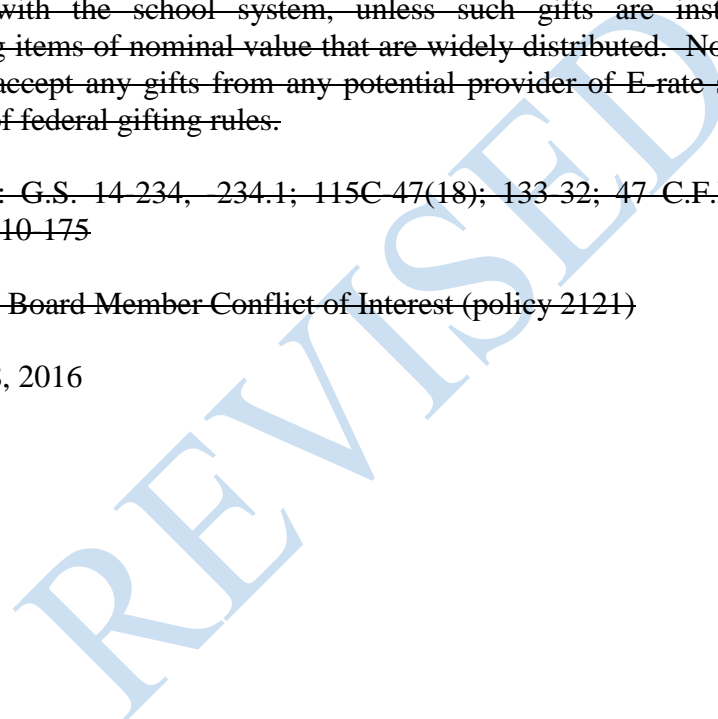 with the school system, unless such gifts are
items of nominal value that are widely distributed.
accept any gifts from any potential provider of E-rate
of federal gifting rules.
: G.S. 14-234, -234.1; 115C-47(18); 133-32; 47
10-175
Board Member Conflict of Interest (policy 2121)
, 2016
REVISED